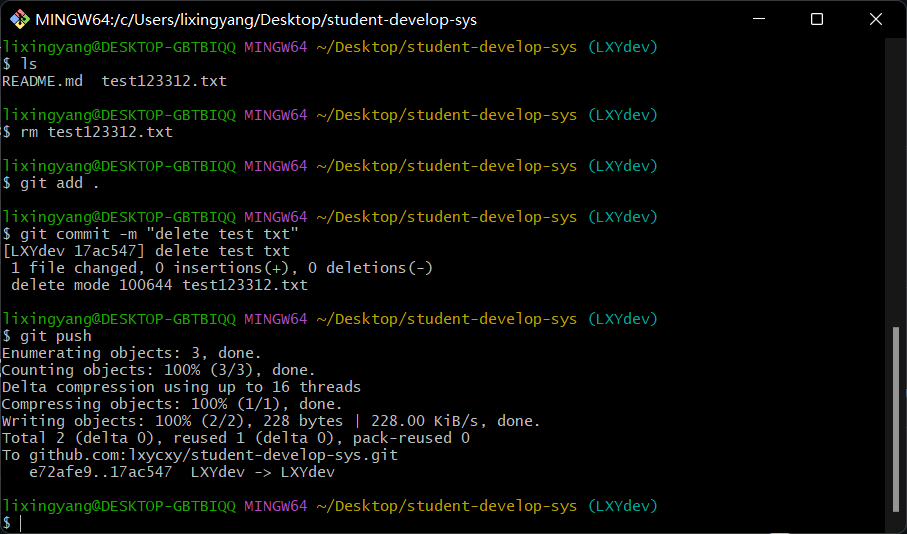 MINGW64:/c/Users/lixingyang/Desktop/student-develop-sys
lixingyang@DESKTOP-GBTBIQQ MINGW64 ~/Desktop/student-develop-sys (LXYdev)
$ ls
README.md  test123312.txt
lixingyang@DESKTOP-GBTBIQQ MINGW64 ~/Desktop/student-develop-sys (LXYdev)
$ rm test123312.txt
lixingyang@DESKTOP-GBTBIQQ MINGW64 ~/Desktop/student-develop-sys (LXYdev)
$ git add .
lixingyang@DESKTOP-GBTBIQQ MINGW64 ~/Desktop/student-develop-sys (LXYdev)
$ git commit -m "delete test txt"
[LXYdev 17ac547] delete test txt
 1 file changed, 0 insertions(+), 0 deletions(-)
 delete mode 100644 test123312.txt
lixingyang@DESKTOP-GBTBIQQ MINGW64 ~/Desktop/student-develop-sys (LXYdev)
$ git push
Enumerating objects: 3, done.
Counting objects: 100% (3/3), done.
Delta compression using up to 16 threads
Compressing objects: 100% (1/1), done.
Writing objects: 100% (2/2), 228 bytes | 228.00 KiB/s, done.
Total 2 (delta 0), reused 1 (delta 0), pack-reused 0
To github.com:lxycxy/student-develop-sys.git
   e72afe9..17ac547  LXYdev -> LXYdev
lixingyang@DESKTOP-GBTBIQQ MINGW64 ~/Desktop/student-develop-sys (LXYdev)
$